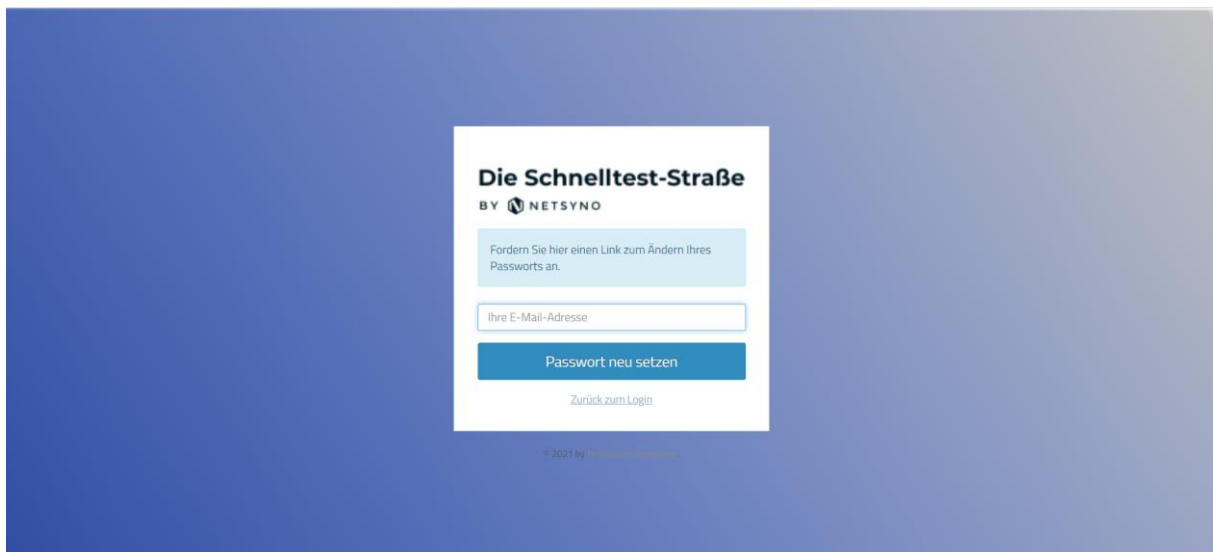 Die Schnelltest-Straße
BY NETSYNO
Fordern Sie hier einen Link zum Ändern Ihres
Passworts an.
Ihre E-Mail-Adresse
Passwort neu setzen
Zurück zum Login
© 2021 by